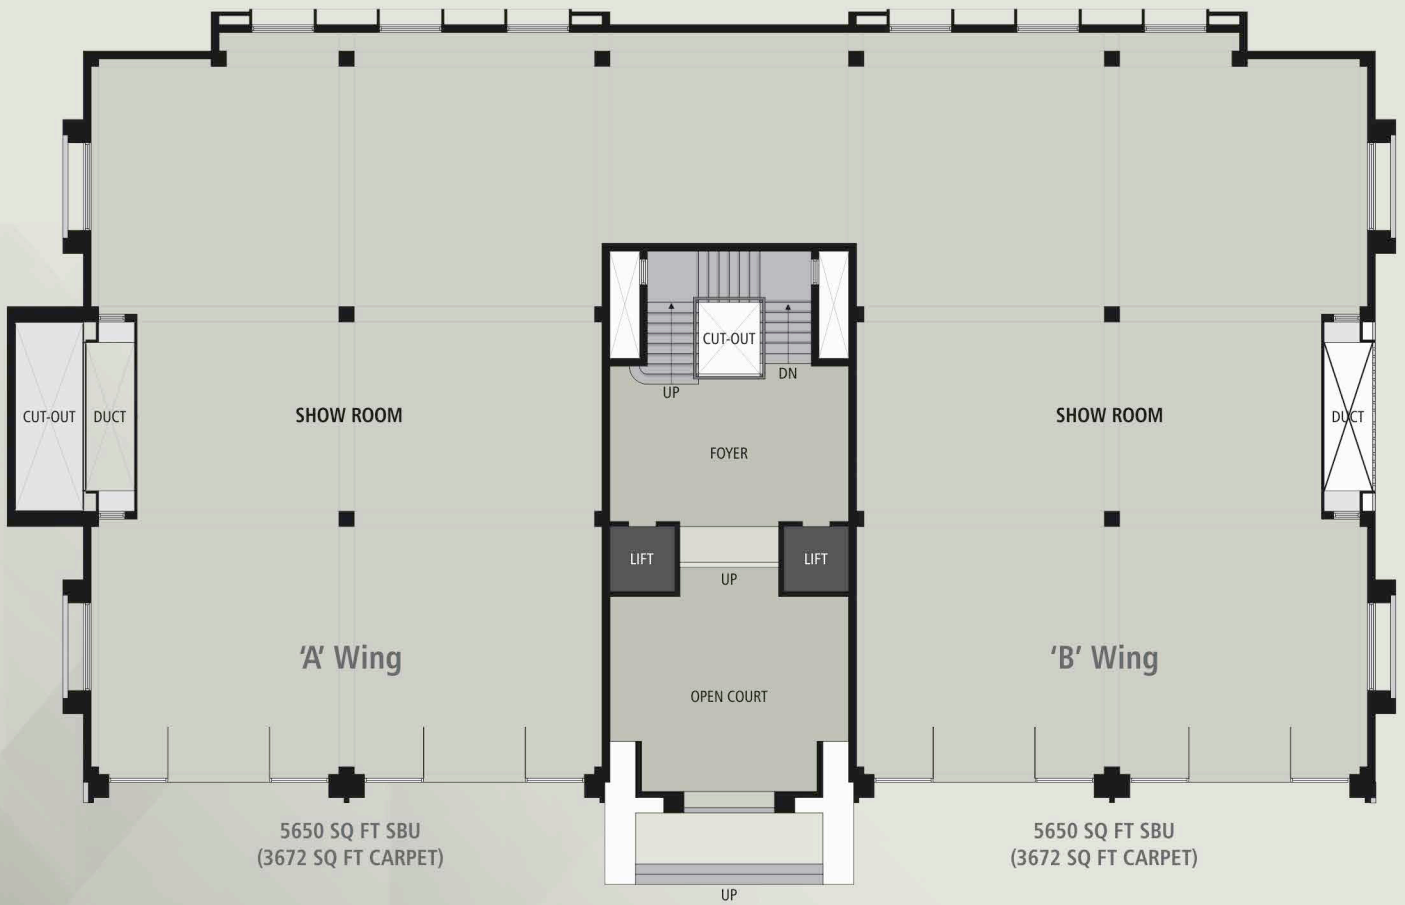 CUT-OUT
UP
DN
CUT-OUT
DUCT
SHOW ROOM
FOYER
SHOW ROOM
DUCT
LIFT
UP
LIFT
‘A’ Wing
‘B’ Wing
OPEN COURT
5650 SQ FT SBU
(3672 SQ FT CARPET)
5650 SQ FT SBU
(3672 SQ FT CARPET)
UP